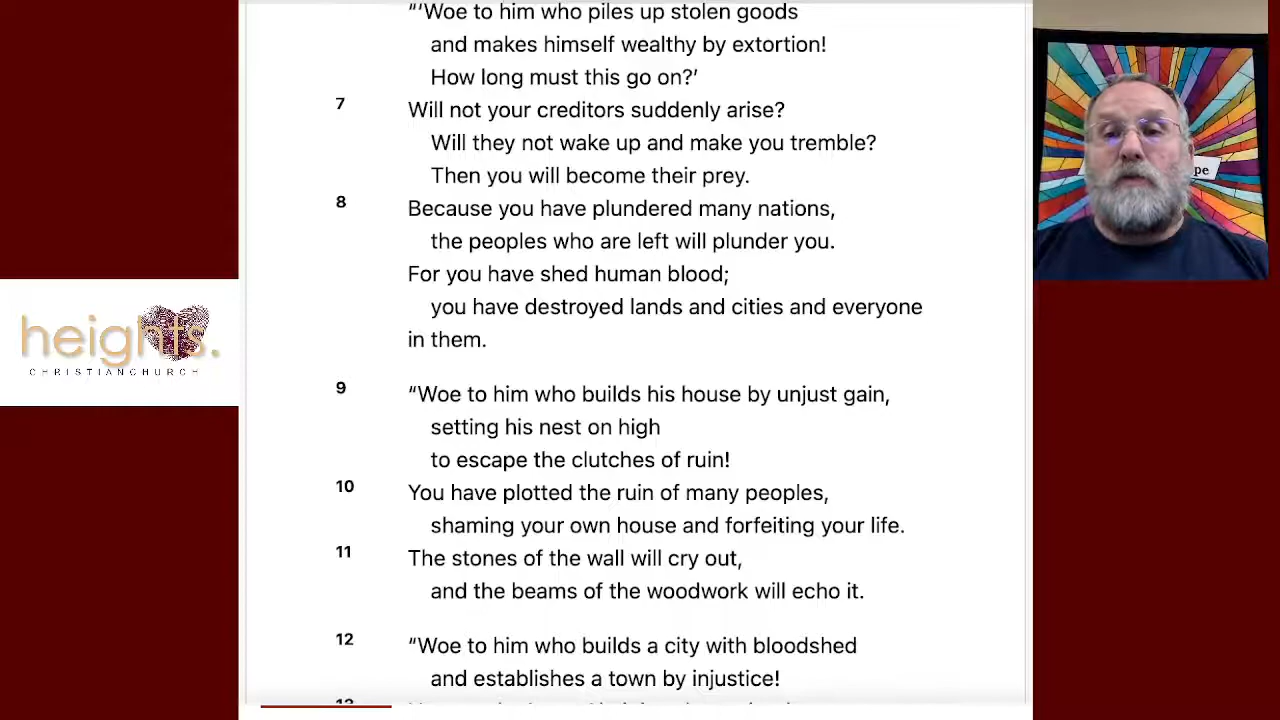 “‘Woe to him who piles up stolen goods
and makes himself wealthy by extortion!
How long must this go on?’
7 Will not your creditors suddenly arise?
Will they not wake up and make you tremble?
Then you will become their prey.
8 Because you have plundered many nations,
the peoples who are left will plunder you.
For you have shed human blood;
you have destroyed lands and cities and everyone
in them.
9 “Woe to him who builds his house by unjust gain,
setting his nest on high
to escape the clutches of ruin!
10 You have plotted the ruin of many peoples,
shaming your own house and forfeiting your life.
11 The stones of the wall will cry out,
and the beams of the woodwork will echo it.
12 “Woe to him who builds a city with bloodshed
and establishes a town by injustice!
heights.
CHRISTIANCHURCH
pe